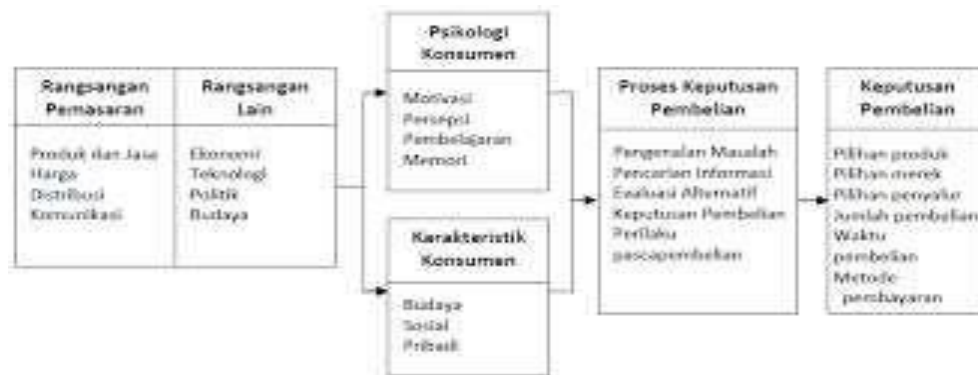 Rangsangan
Pemasaran
Produk dan Jasa
Harga
Distribusi
Komunikasi
Rangsangan
Lain
Ekonomi
Teknologi
Politik
Budaya
Psikologi
Konsumen
Motivasi
Persepsi
Pembelajaran
Memori
Karakteristik
Konsumen
Budaya
Sosial
Pribadi
Proses Keputusan
Pembelian
Pengenalan Masalah
Pencarian Informasi
Evaluasi Alternatif
Keputusan Pembelian
Perilaku
pascapembelian
Keputusan
Pembelian
Pilihan produk
Pilihan merek
Pilihan penyalur
Jumlah pembelian
Waktu
pembelian
Metode
pembayaran